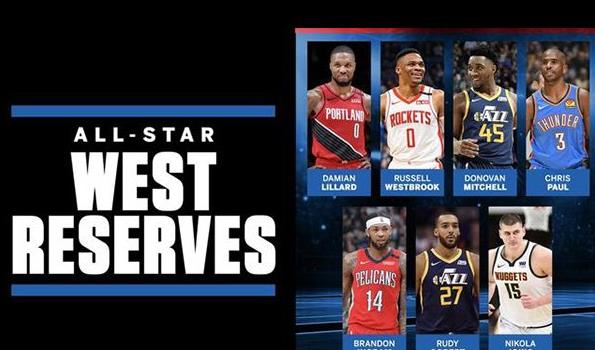 ALL-STAR
WEST
RESERVES
PORTLAND
0
ROCKETS
0
JAZZ
45
THUNDER
3
DAMIAN
LILLARD
RUSSELL
WESTBROOK
DONOVAN
MITCHELL
CHRIS
PAUL
PELICANS
14
JAZZ
27
NUGGETS
15
BRANDON
RUDY
NIKOLA